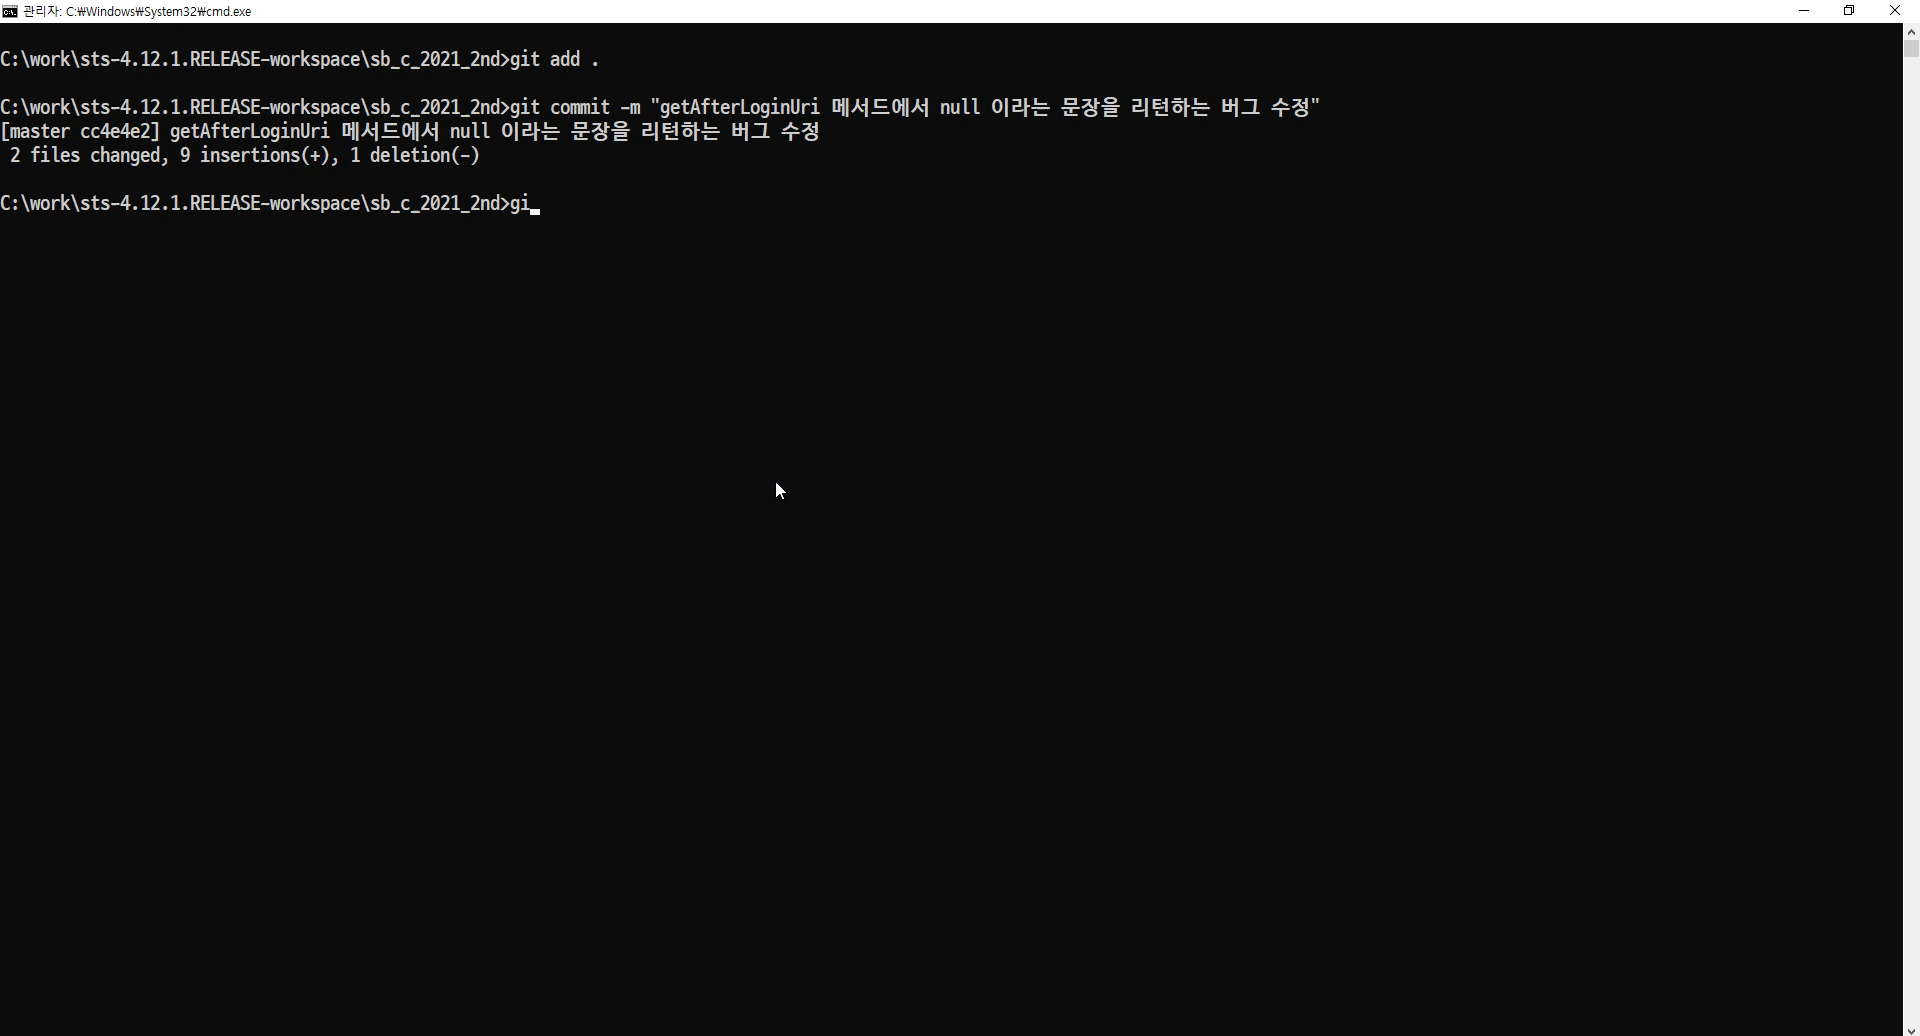 관리자: C:₩Windows₩System32₩cmd.exe
C:\work\sts-4.12.1.RELEASE-workspace\sb_c_2021_2nd>git add .
C:\work\sts-4.12.1.RELEASE-workspace\sb_c_2021_2nd>git commit -m "getAfterLoginUri 메서드에서 null 이라는 문장을 리턴하는 버그 수정"
[master cc4e4e2] getAfterLoginUri 메서드에서 null 이라는 문장을 리턴하는 버그 수정
 2 files changed, 9 insertions(+), 1 deletion(-)
C:\work\sts-4.12.1.RELEASE-workspace\sb_c_2021_2nd>gi